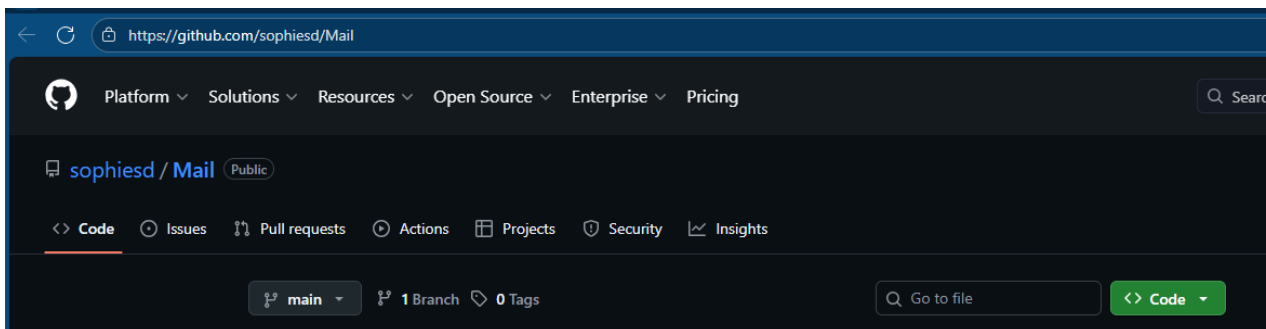 https://github.com/sophiesd/Mail
Platform Solutions Resources Open Source Enterprise Pricing
sophiesd / Mail Public
Code Issues Pull requests Actions Projects Security Insights
main 1 Branch 0 Tags Go to file Code